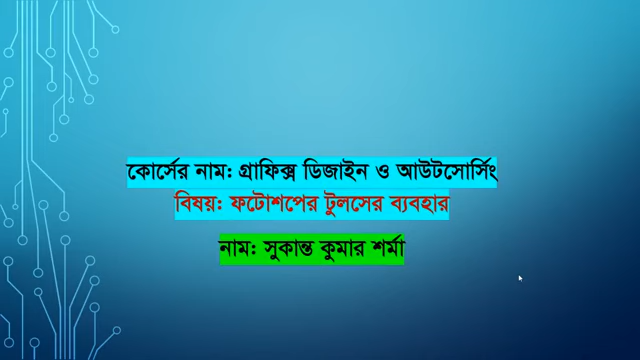 কোর্সের নাম: গ্রাফিক্স ডিজাইন ও আউটসোর্সিং
বিষয়: ফটোশপের টুলসের ব্যবহার
নাম: সুকান্ত কুমার শর্মা